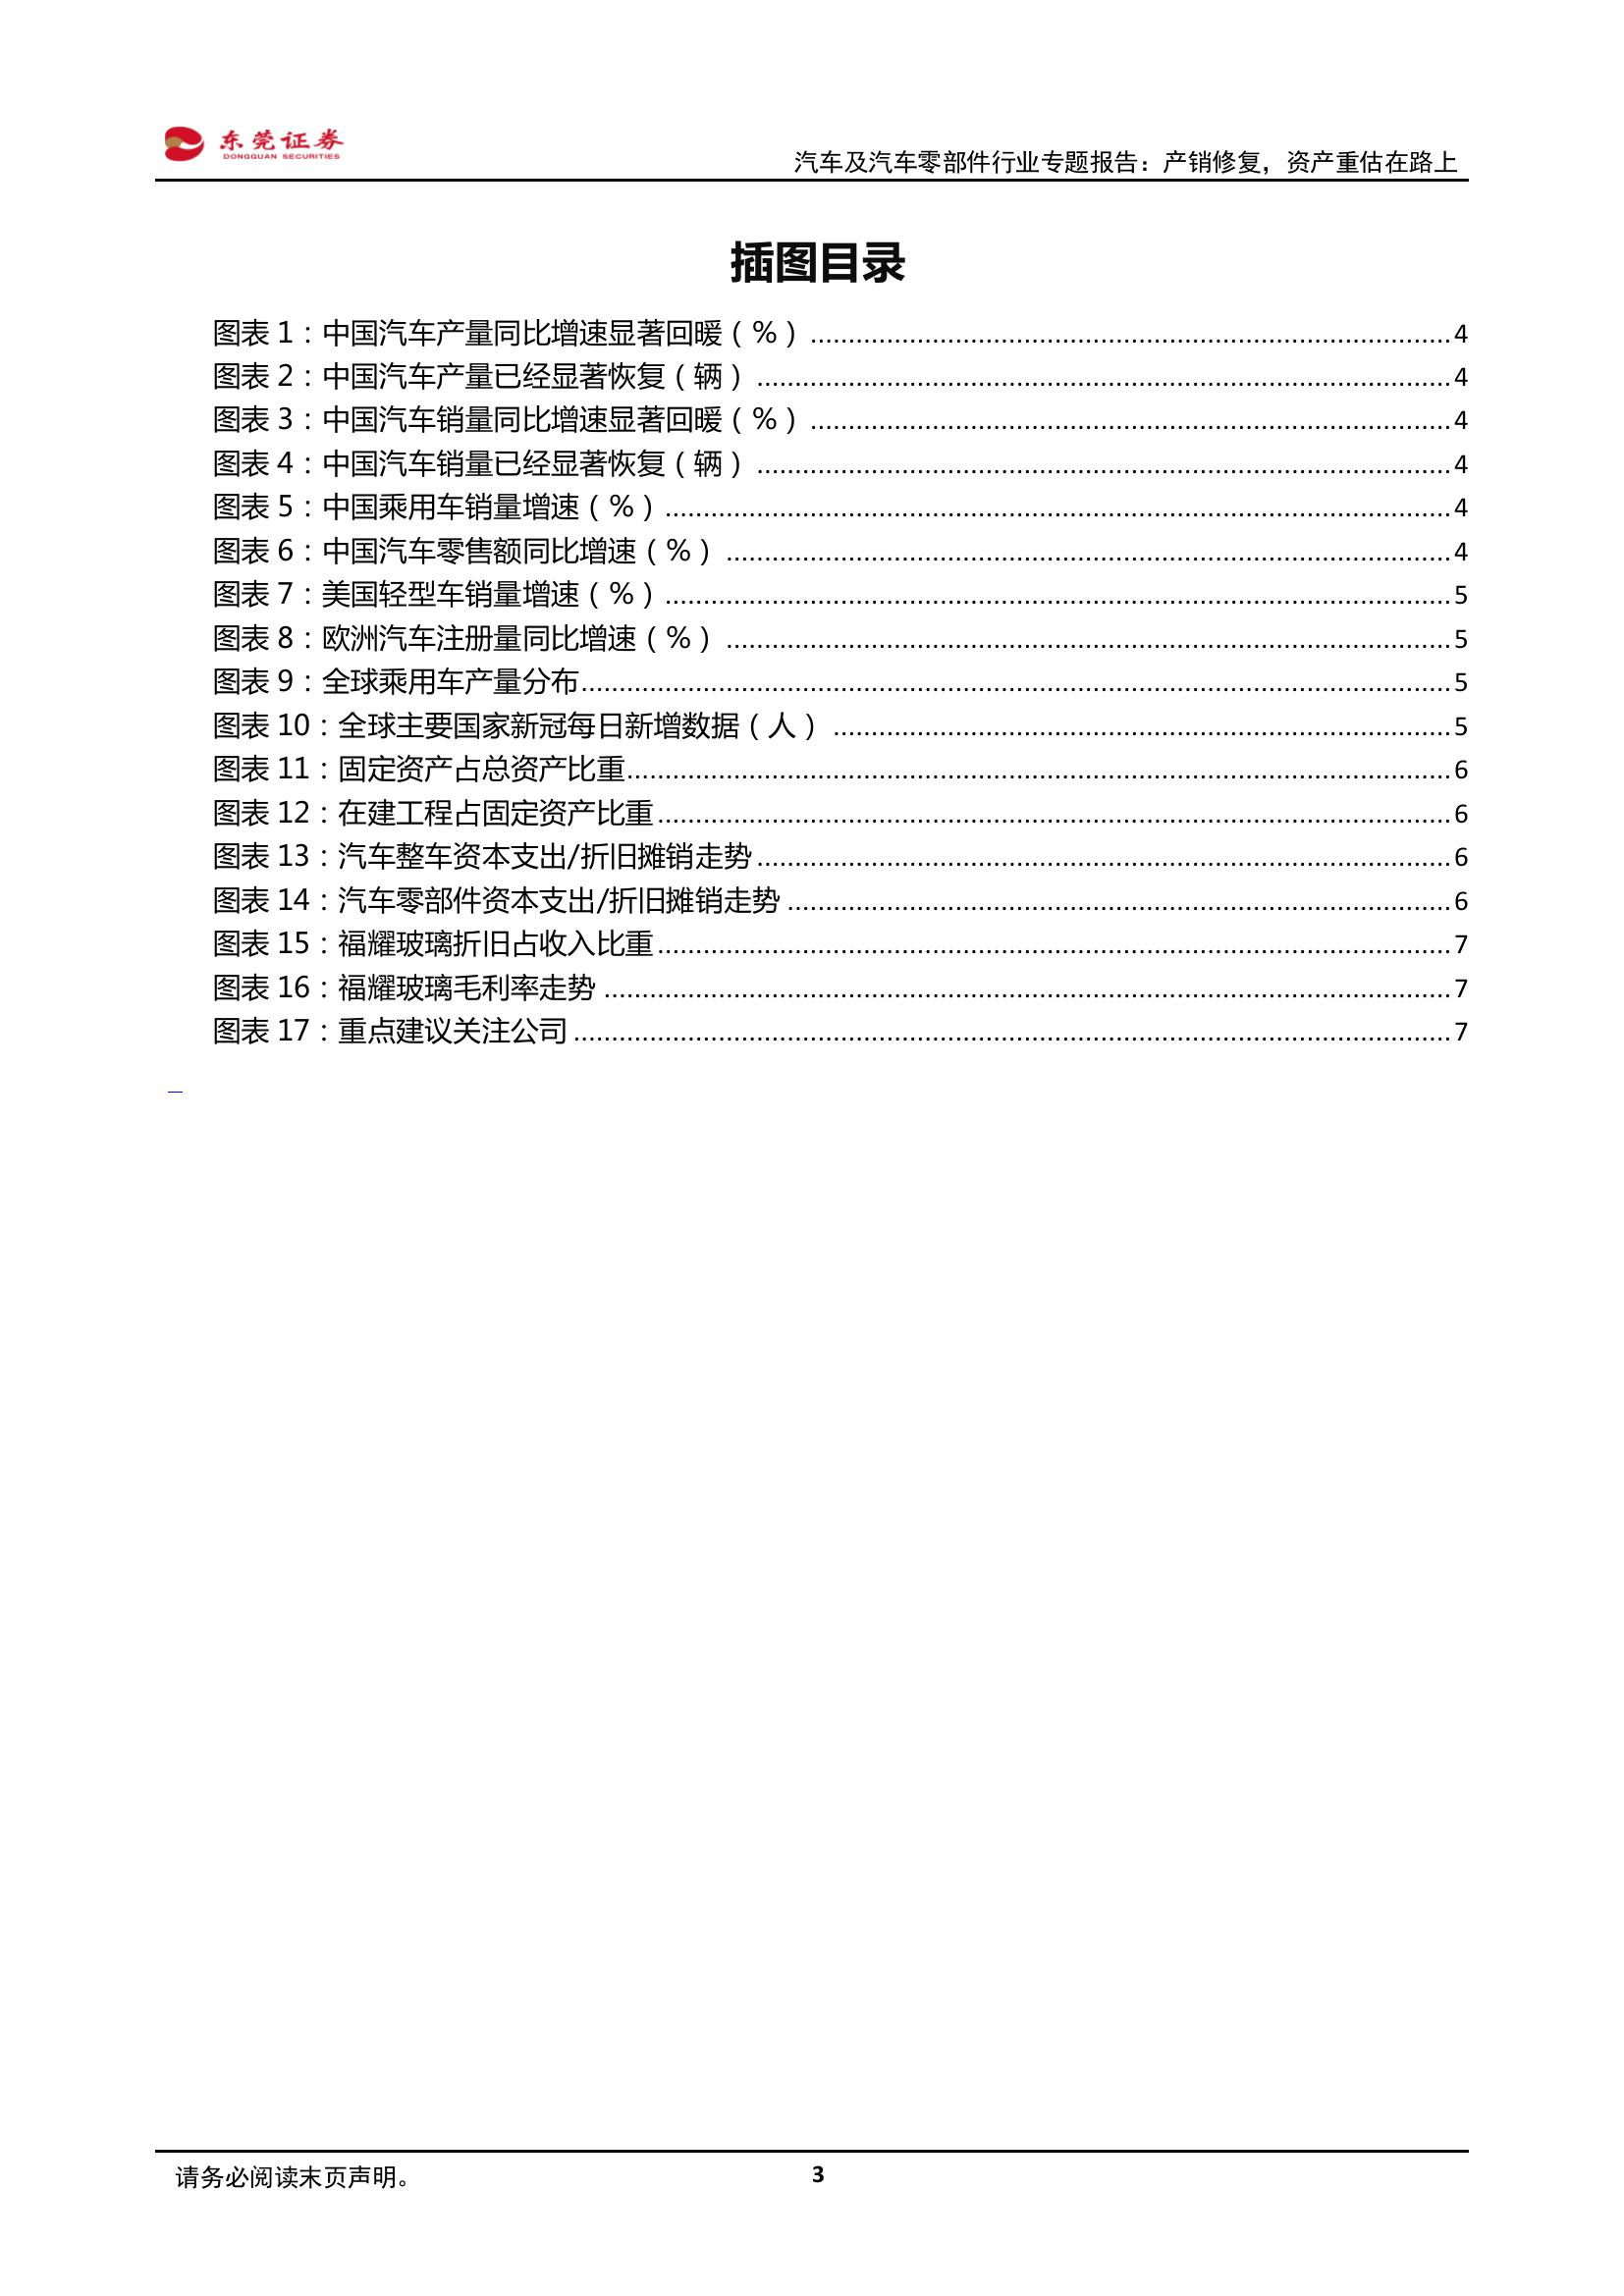 东莞证券
DONGGUAN SECURITIES
汽车及汽车零部件行业专题报告：产销修复，资产重估在路上
插图目录
图表 1：中国汽车产量同比增速显著回暖（%）................................4
图表 2：中国汽车产量已经显著恢复（辆）................................4
图表 3：中国汽车销量同比增速显著回暖（%）................................4
图表 4：中国汽车销量已经显著恢复（辆）................................4
图表 5：中国乘用车销量增速（%）................................4
图表 6：中国汽车零售额同比增速（%）................................4
图表 7：美国轻型车销量增速（%）................................5
图表 8：欧洲汽车注册量同比增速（%）................................5
图表 9：全球乘用车产量分布................................5
图表 10：全球主要国家新冠每日新增数据（人）................................5
图表 11：固定资产占总资产比重................................6
图表 12：在建工程占固定资产比重................................6
图表 13：汽车整车资本支出/折旧摊销走势................................6
图表 14：汽车零部件资本支出/折旧摊销走势................................6
图表 15：福耀玻璃折旧占收入比重................................7
图表 16：福耀玻璃毛利率走势................................7
图表 17：重点建议关注公司................................7
请务必阅读末页声明。
3